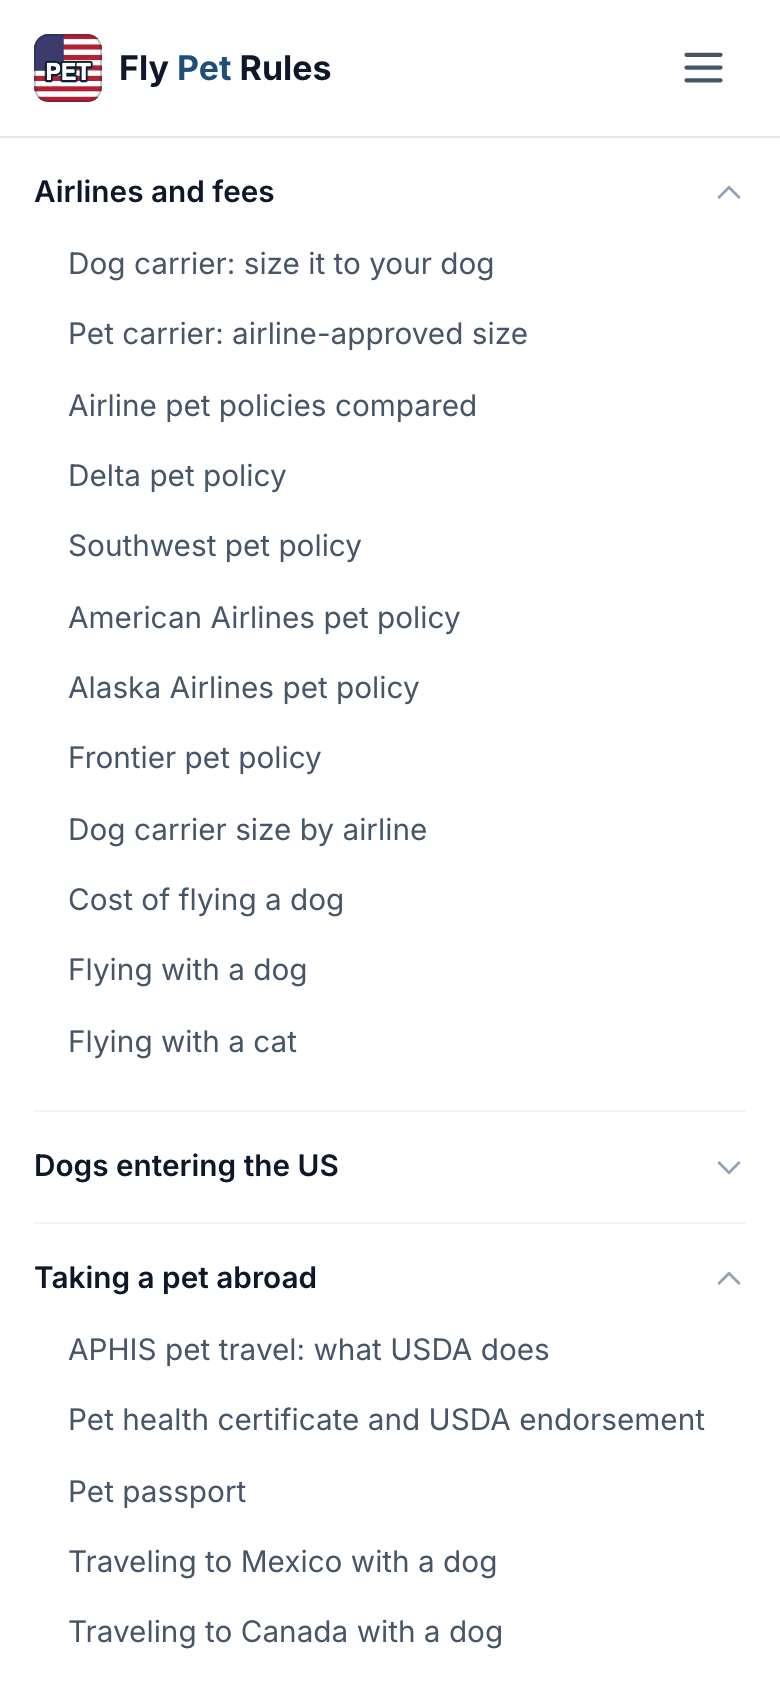 PET
Fly Pet Rules
Airlines and fees
Dog carrier: size it to your dog
Pet carrier: airline-approved size
Airline pet policies compared
Delta pet policy
Southwest pet policy
American Airlines pet policy
Alaska Airlines pet policy
Frontier pet policy
Dog carrier size by airline
Cost of flying a dog
Flying with a dog
Flying with a cat
Dogs entering the US
Taking a pet abroad
APHIS pet travel: what USDA does
Pet health certificate and USDA endorsement
Pet passport
Traveling to Mexico with a dog
Traveling to Canada with a dog